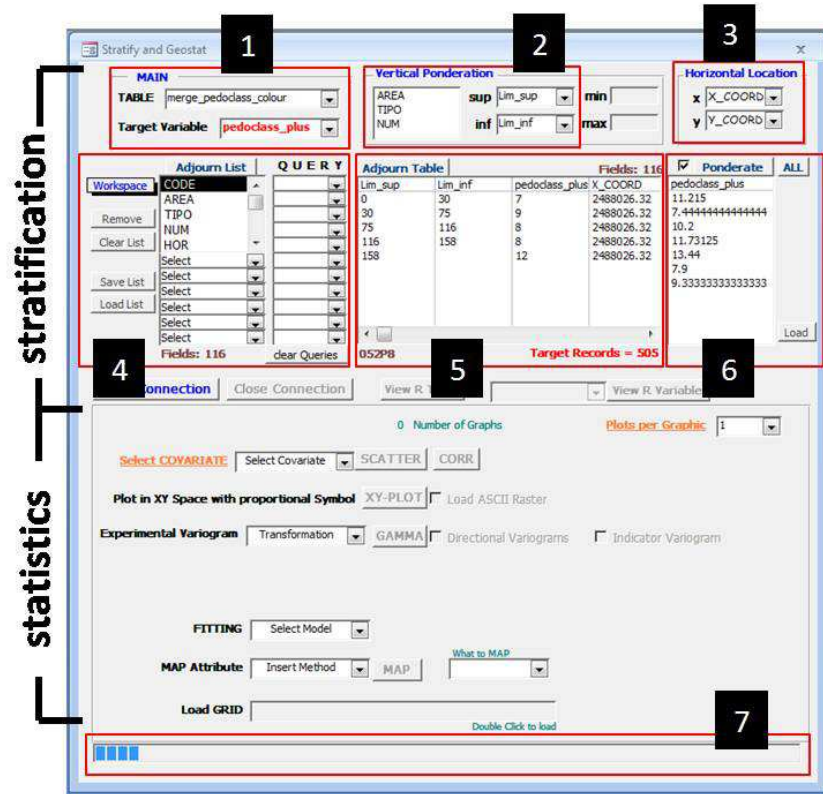 Stratify and Geostat
1
2
3
x
stratification
statistics
MAIN
TABLE merge_pedoclass_colour
Target Variable pedoclass_plus
Vertical Ponderation
AREA
TIPO
NUM
sup Lim_sup
inf Lim_inf
min
max
Horizontal Location
x X_COORD
y Y_COORD
Workspace
Remove
Clear List
Save List
Load List
Adjourn List
QUERY
CODE
AREA
TIPO
NUM
HOR
Select
Select
Select
Select
Select
Select
Fields: 116
clear Queries
Adjourn Table
Fields: 116
Lim_sup Lim_inf pedoclass_plus X_COORD
0 30 7 2488026.32
30 75 9 2488026.32
75 116 8 2488026.32
116 158 8 2488026.32
158 12 2488026.32
052P8
Target Records = 505
Ponderate
ALL
pedoclass_plus
11.215
7.44444444444444
10.2
11.73125
13.44
7.9
9.33333333333333
Load
4
5
6
Connection
Close Connection
View R T
View R Variable
0 Number of Graphs
Plots per Graphic 1
Select COVARIATE Select Covariate SCATTER CORR
Plot in XY Space with proportional Symbol XY-PLOT Load ASCII Raster
Experimental Variogram Transformation GAMMA Directional Variograms Indicator Variogram
FITTING Select Model
What to MAP
MAP Attribute Insert Method MAP
Load GRID
Double Click to load
7